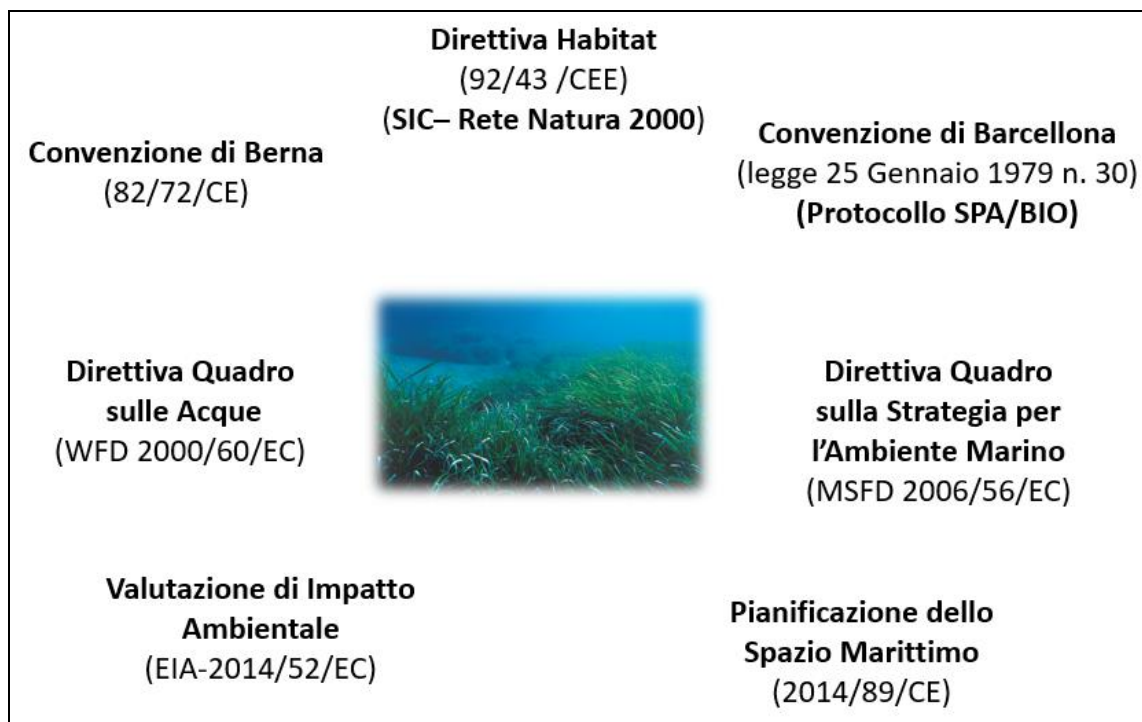 Direttiva Habitat
(92/43 /CEE)
(SIC– Rete Natura 2000)
Convenzione di Berna
(82/72/CE)
Convenzione di Barcellona
(legge 25 Gennaio 1979 n. 30)
(Protocollo SPA/BIO)
Direttiva Quadro
sulle Acque
(WFD 2000/60/EC)
Direttiva Quadro
sulla Strategia per
l’Ambiente Marino
(MSFD 2006/56/EC)
Valutazione di Impatto
Ambientale
(EIA-2014/52/EC)
Pianificazione dello
Spazio Marittimo
(2014/89/CE)